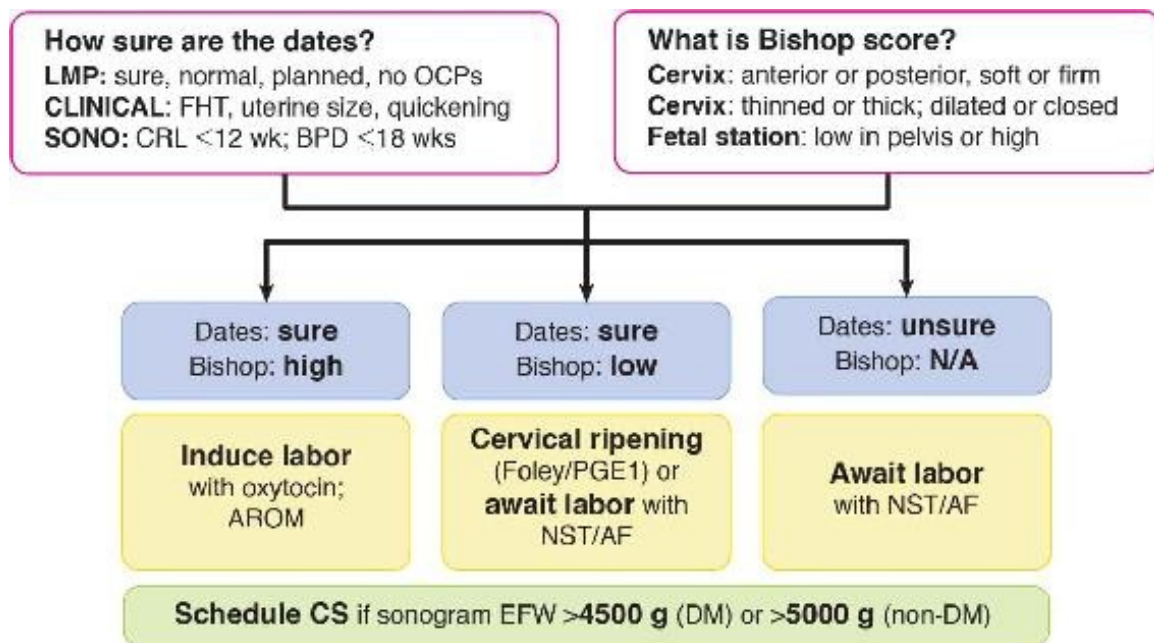 How sure are the dates?
LMP: sure, normal, planned, no OCPs
CLINICAL: FHT, uterine size, quickening
SONO: CRL <12 wk; BPD <18 wks
What is Bishop score?
Cervix: anterior or posterior, soft or firm
Cervix: thinned or thick; dilated or closed
Fetal station: low in pelvis or high
Dates: sure
Bishop: high
Dates: sure
Bishop: low
Dates: unsure
Bishop: N/A
Induce labor
with oxytocin;
AROM
Cervical ripening
(Foley/PGE1) or
await labor with
NST/AF
Await labor
with NST/AF
Schedule CS if sonogram EFW >4500 g (DM) or >5000 g (non-DM)